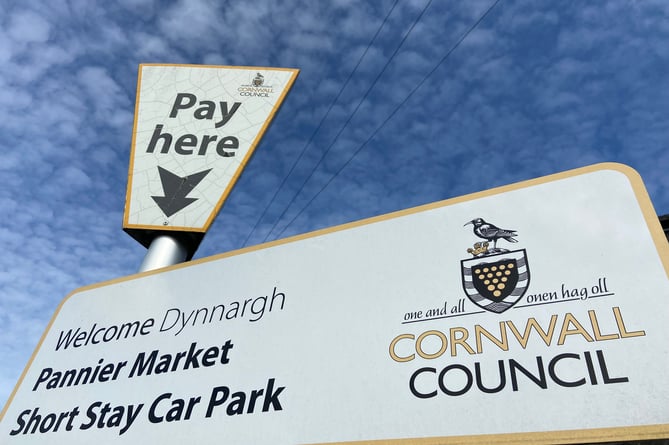 CORNWALL
COUNCIL
Pay
here
Welcome Dynnargh
Pannier Market
Short Stay Car Park
one and all onen hag oll
CORNWALL
COUNCIL